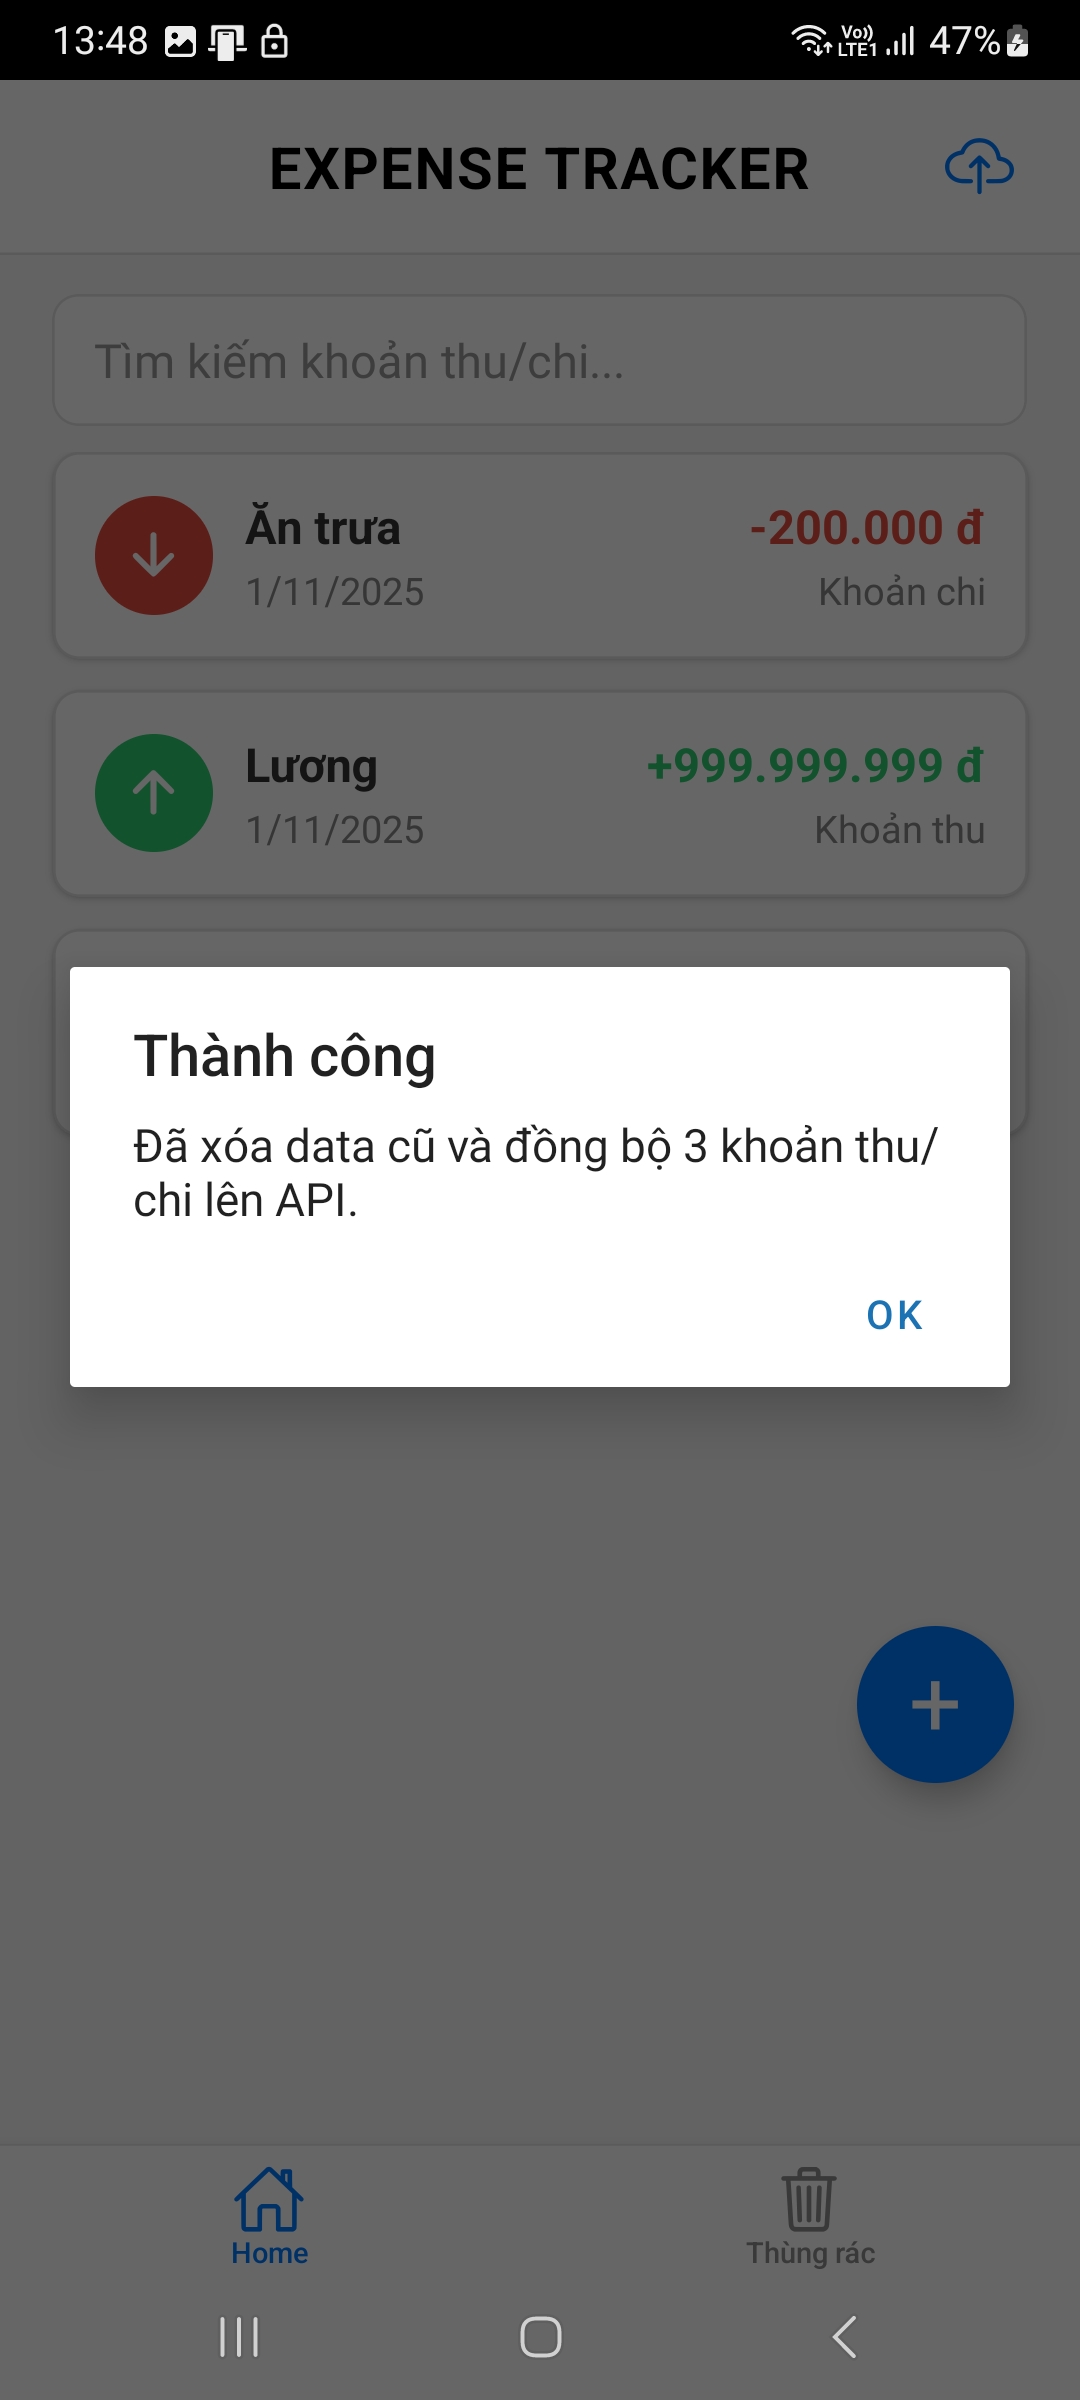 13:48
Vo))
LTE1
47%
EXPENSE TRACKER
Tìm kiếm khoản thu/chi...
Ăn trưa
-200.000 đ
1/11/2025
Khoản chi
Lương
+999.999.999 đ
1/11/2025
Khoản thu
Thành công
Đã xóa data cũ và đồng bộ 3 khoản thu/
chi lên API.
OK
Home
Thùng rác